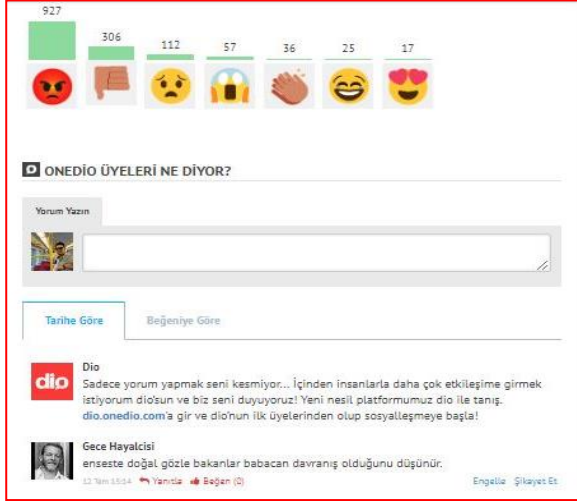 927
306
112
57
36
25
17
ONEDİO ÜYELERİ NE DİYOR?
Yorum Yazın
Tarihe Göre
Beğeniye Göre
dio
Dio
Sadece yorum yapmak seni kesmiyor... İçinden insanlarla daha çok etkileşime girmek
istiyorum dio'sun ve biz seni duyuyoruz! Yeni nesil platformumuz dio ile tanış.
dio.onedio.com'a gir ve dio'nun ilk üyelerinden olup sosyalleşmeye başla!
Gece Hayalcisi
enseste doğal gözle bakanlar babacan davranış olduğunu düşünür.
12 Tem Yanıtla Beğen (0)
Engelle Şikayet Et